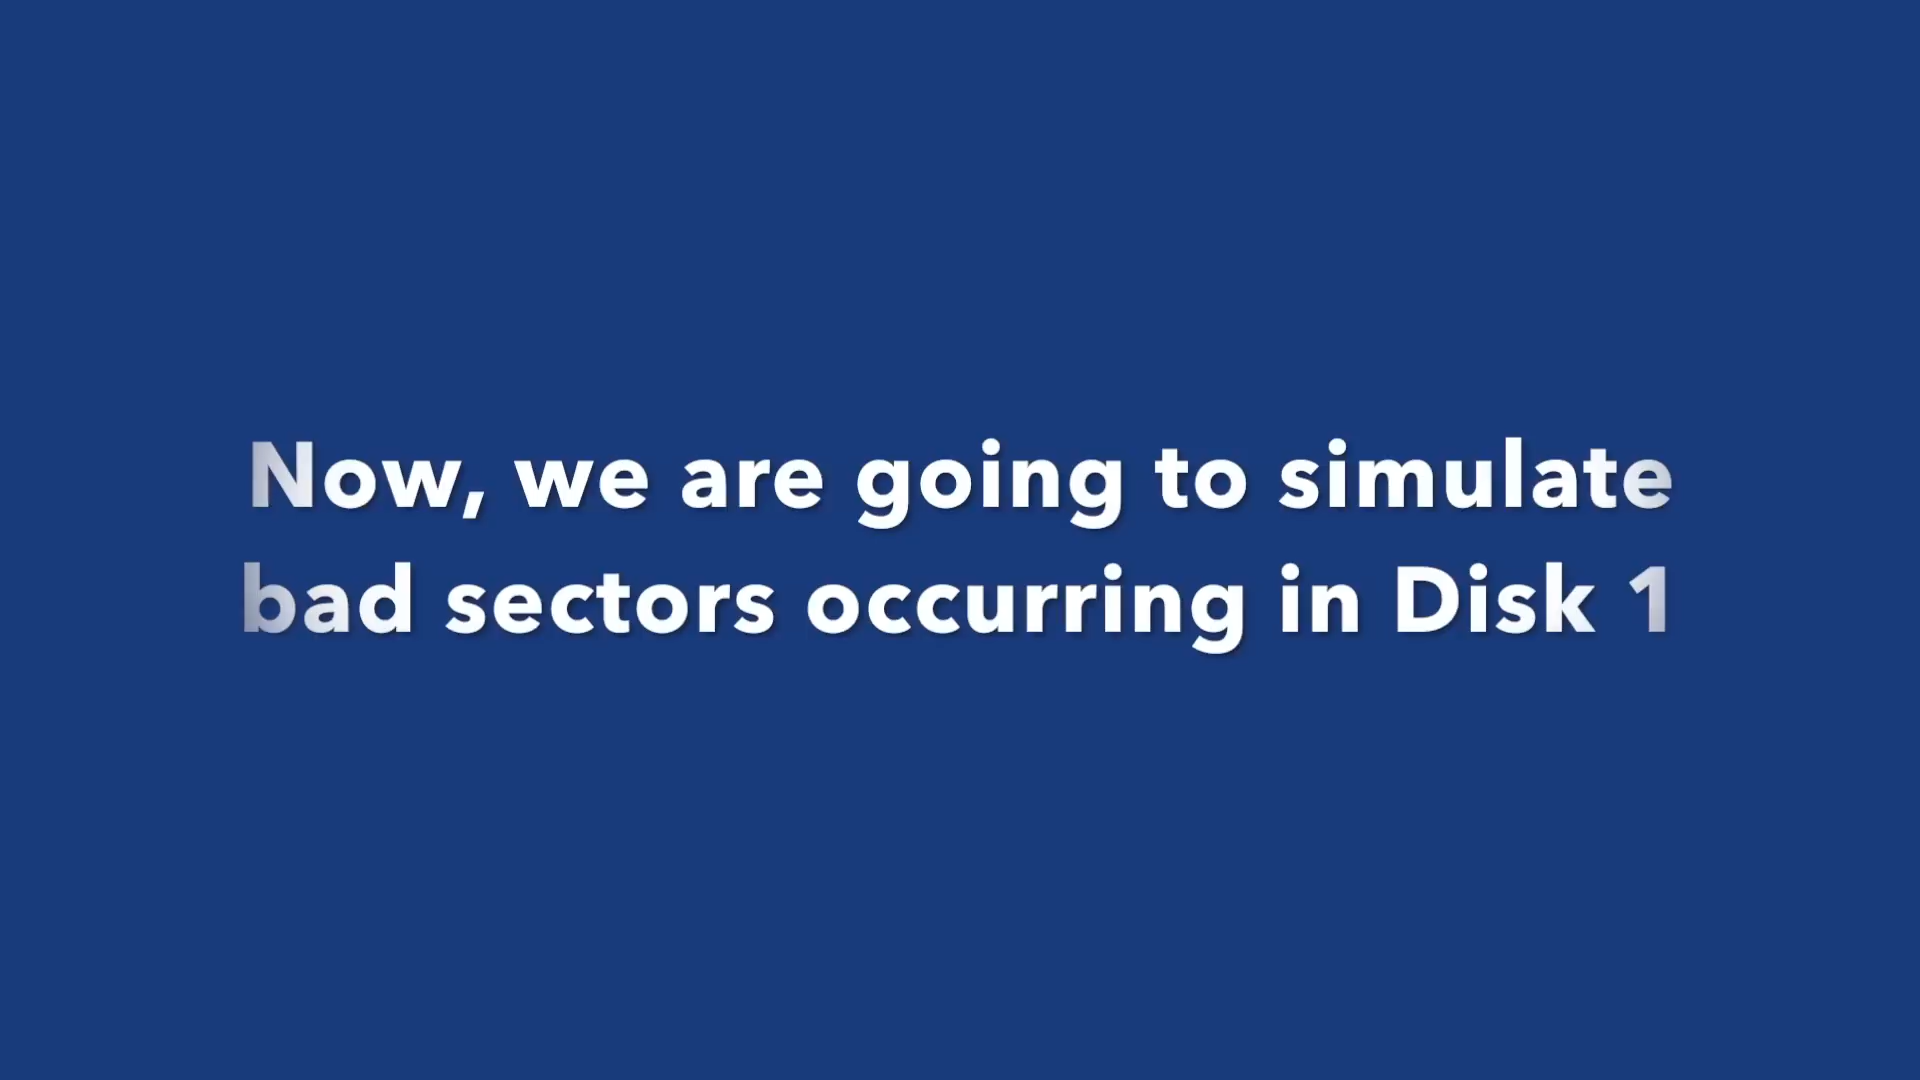 Now, we are going to simulate
bad sectors occurring in Disk 1